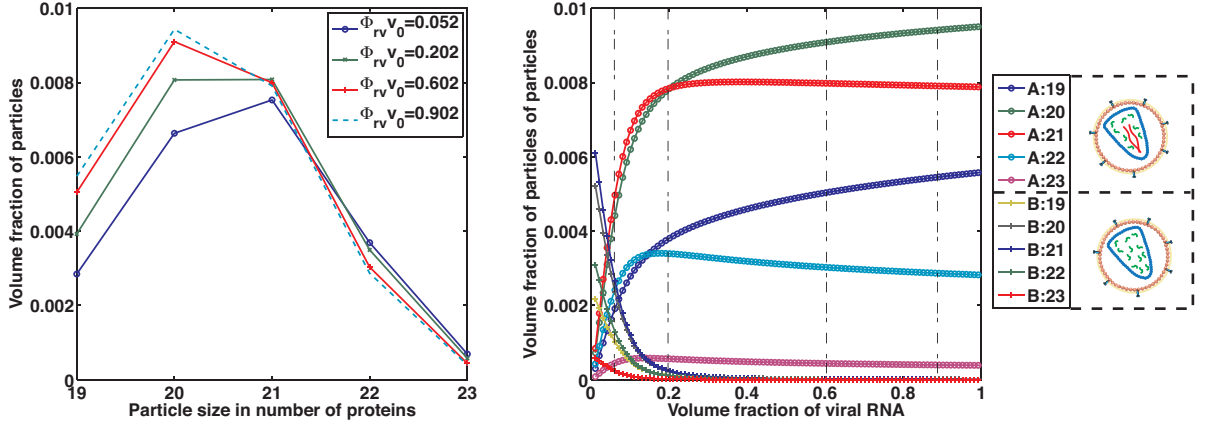 Volume fraction of particles
0.01
0.008
0.006
0.004
0.002
0
19
20
21
22
23
Particle size in number of proteins
Φrvv0=0.052
Φrvv0=0.202
Φrvv0=0.602
Φrvv0=0.902
Volume fraction of particles of particles
0.01
0.008
0.006
0.004
0.002
0
0
0.2
0.4
0.6
0.8
1
Volume fraction of viral RNA
A:19
A:20
A:21
A:22
A:23
B:19
B:20
B:21
B:22
B:23